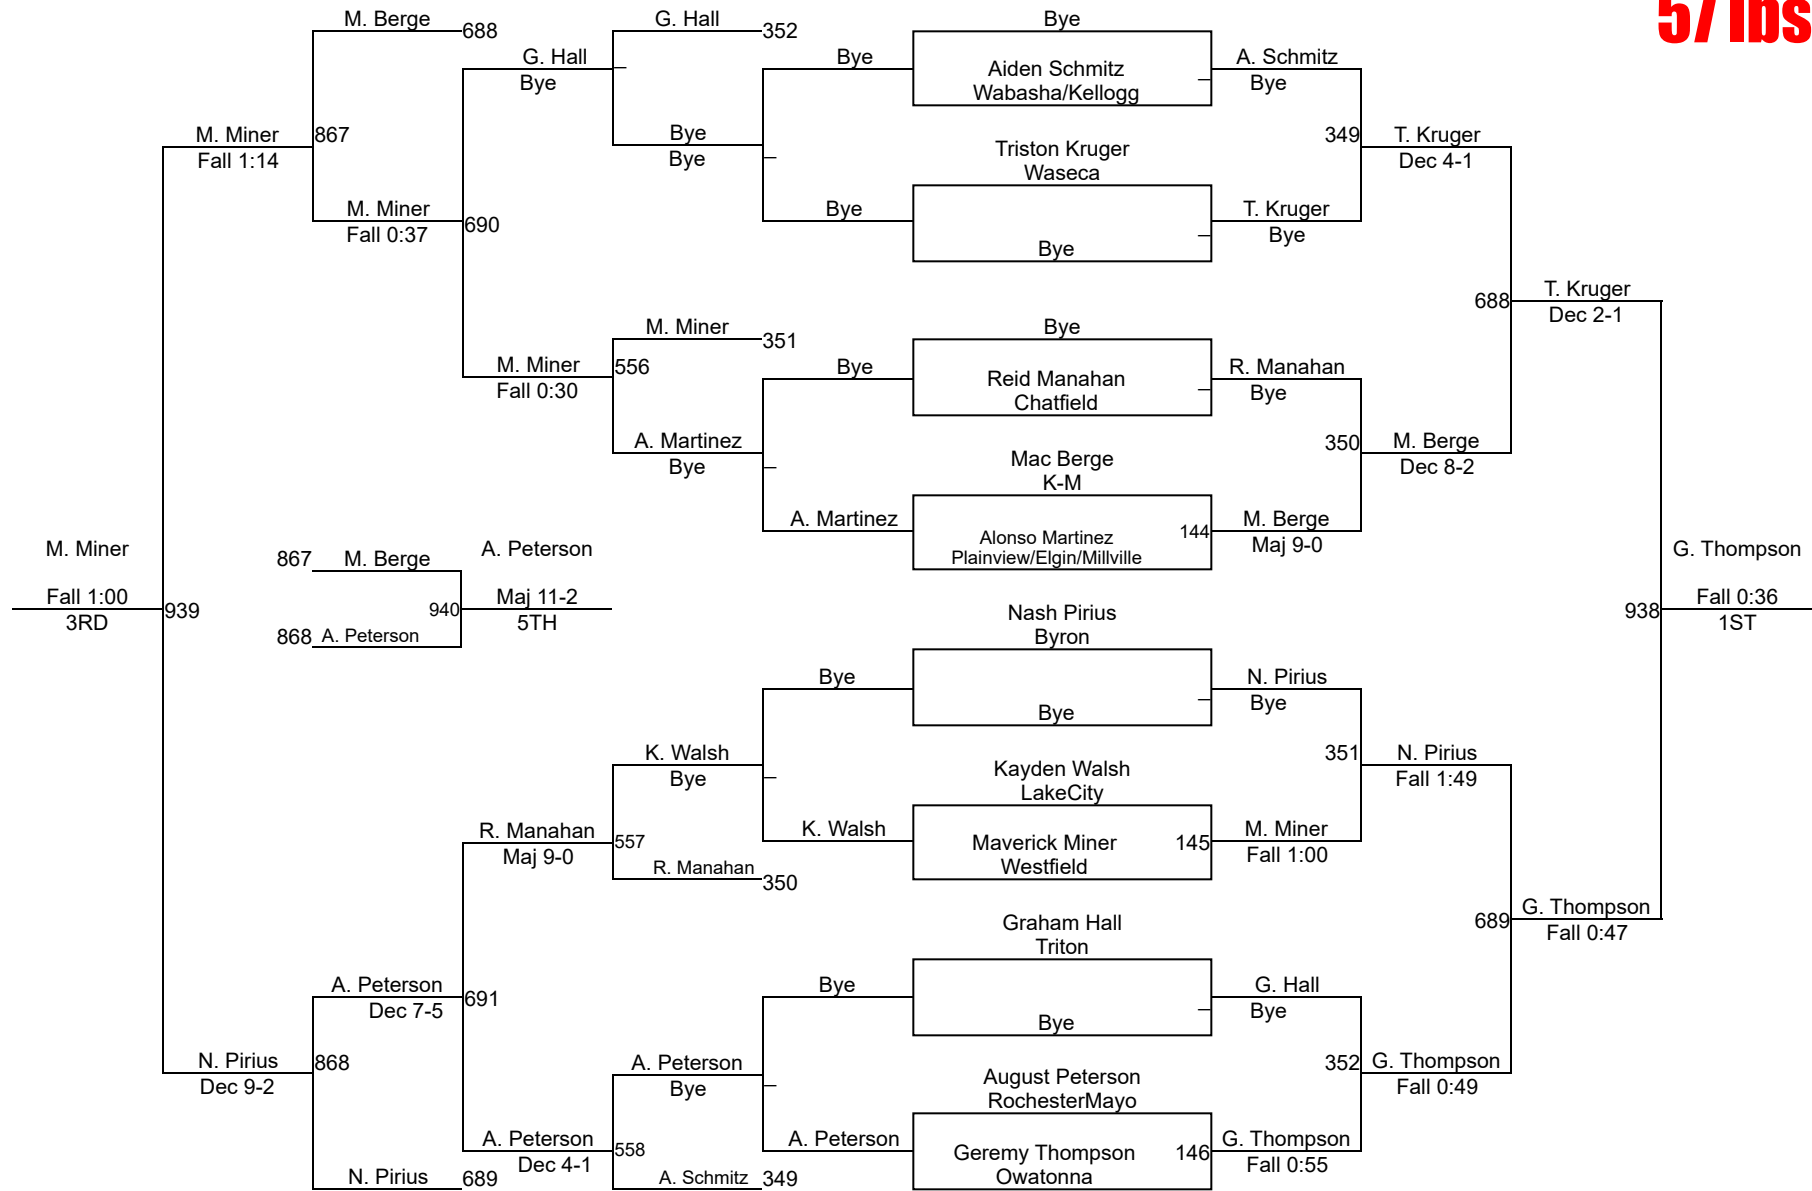 57 lbs
M. Berge
688
G. Hall
352
Bye
G. Hall
Bye
Bye
Aiden Schmitz
Wabasha/Kellogg
A. Schmitz
Bye
M. Miner
867
Fall 1:14
Bye
Bye
Triston Kruger
Waseca
349
T. Kruger
Dec 4-1
M. Miner
Fall 0:37
690
Bye
Bye
T. Kruger
Bye
688
T. Kruger
Dec 2-1
M. Miner
351
Bye
M. Miner
556
Fall 0:30
Bye
Reid Manahan
Chatfield
R. Manahan
Bye
A. Martinez
Bye
Mac Berge
K-M
350
M. Berge
Dec 8-2
A. Martinez
Alonso Martinez
Plainview/Elgin/Millville
144
M. Berge
Maj 9-0
M. Miner
Fall 1:00
3RD
939
867
M. Berge
868
A. Peterson
940
A. Peterson
Maj 11-2
5TH
G. Thompson
938
Fall 0:36
1ST
Nash Pirius
Byron
Bye
Bye
N. Pirius
Bye
K. Walsh
Bye
Kayden Walsh
LakeCity
351
N. Pirius
Fall 1:49
R. Manahan
Maj 9-0
557
R. Manahan
350
K. Walsh
Maverick Miner
Westfield
145
M. Miner
Fall 1:00
689
G. Thompson
Fall 0:47
Graham Hall
Triton
A. Peterson
Dec 7-5
691
Bye
Bye
G. Hall
Bye
N. Pirius
Dec 9-2
868
A. Peterson
Bye
August Peterson
RochesterMayo
352
G. Thompson
Fall 0:49
A. Peterson
Dec 4-1
558
A. Peterson
Geremy Thompson
Owatonna
146
G. Thompson
Fall 0:55
N. Pirius
689
A. Schmitz
349